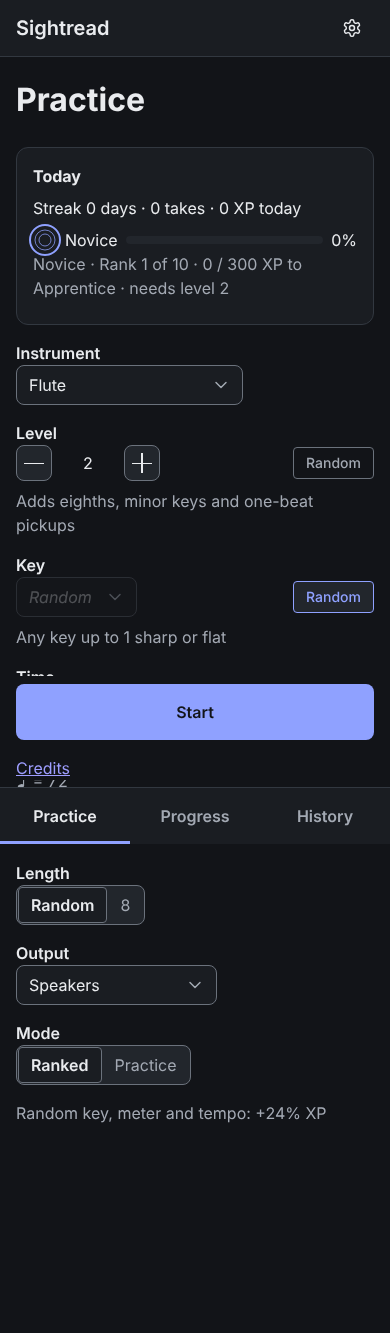 Sightread
Practice
Today
Streak 0 days · 0 takes · 0 XP today
Novice 0%
Novice · Rank 1 of 10 · 0 / 300 XP to
Apprentice · needs level 2
Instrument
Flute
Level
2 Random
Adds eighths, minor keys and one-beat
pickups
Key
Random Random
Any key up to 1 sharp or flat
Time
Start
Credits
Practice Progress History
Length
Random 8
Output
Speakers
Mode
Ranked Practice
Random key, meter and tempo: +24% XP